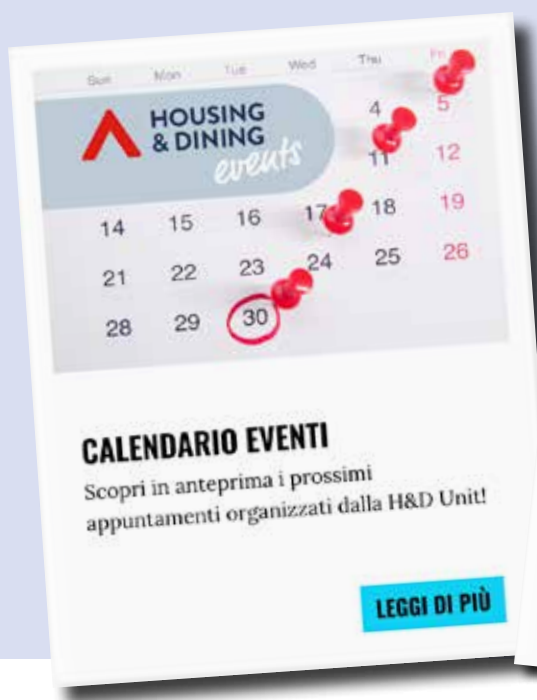 Sun Mon Tue Wed Thu Fri
HOUSING
& DINING
events
4 5
11 12
14 15 16 17 18 19
21 22 23 24 25 26
28 29 30
CALENDARIO EVENTI
Scopri in anteprima i prossimi
appuntamenti organizzati dalla H&D Unit!
LEGGI DI PIÙ